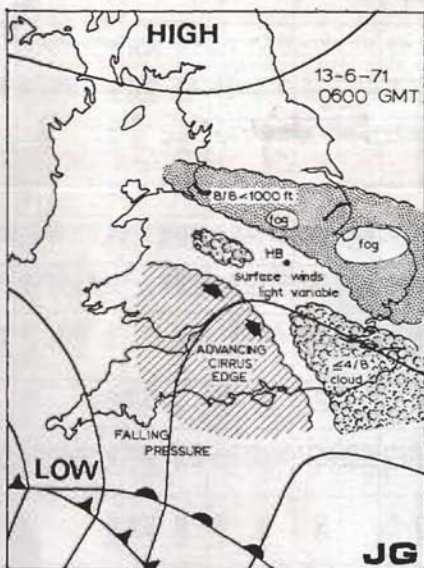 HIGH
13-6-71
0600 GMT
8/8<1000 ft
fog
fog
HB
surface winds
light variable
ADVANCING
CIRRUS
EDGE
≤4/8
cloud
FALLING
PRESSURE
LOW
JG